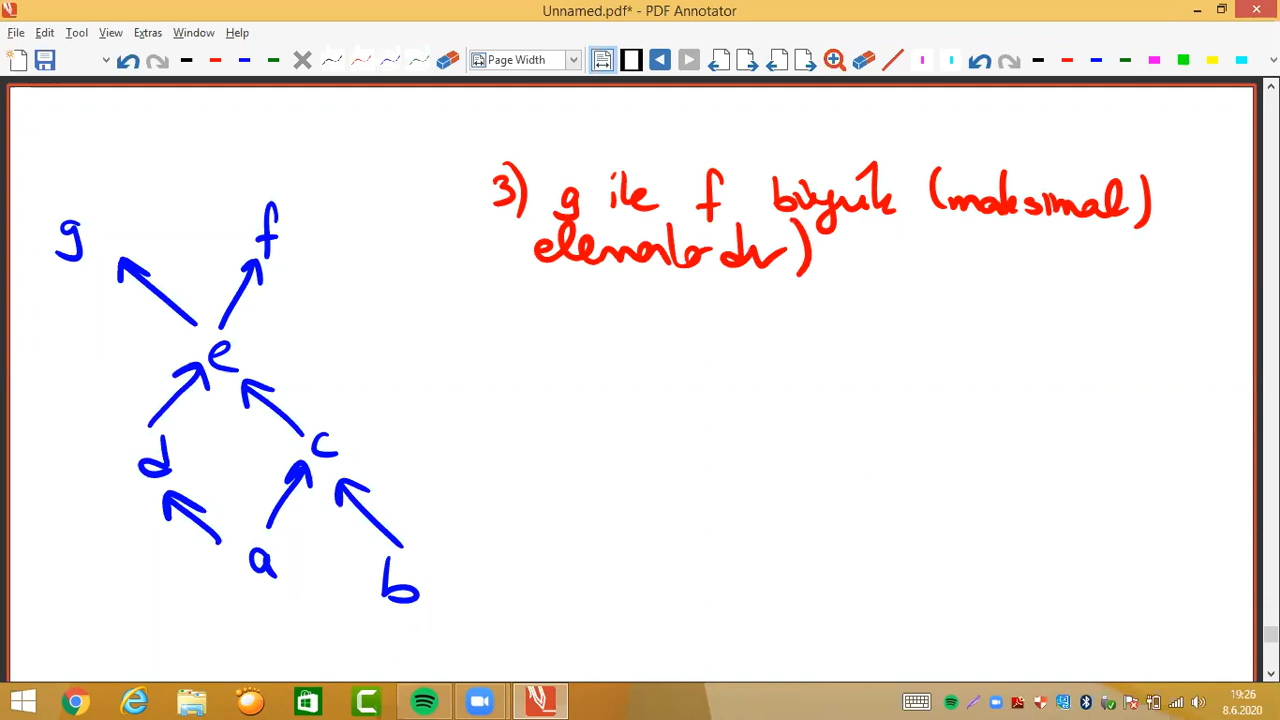 Unnamed.pdf* - PDF Annotator
File Edit Tool View Extras Window Help
Page Width
3) g ile f büyük (maksimal)
elemanlardır)
g
f
e
d
c
a
b
19:26
8.6.2020